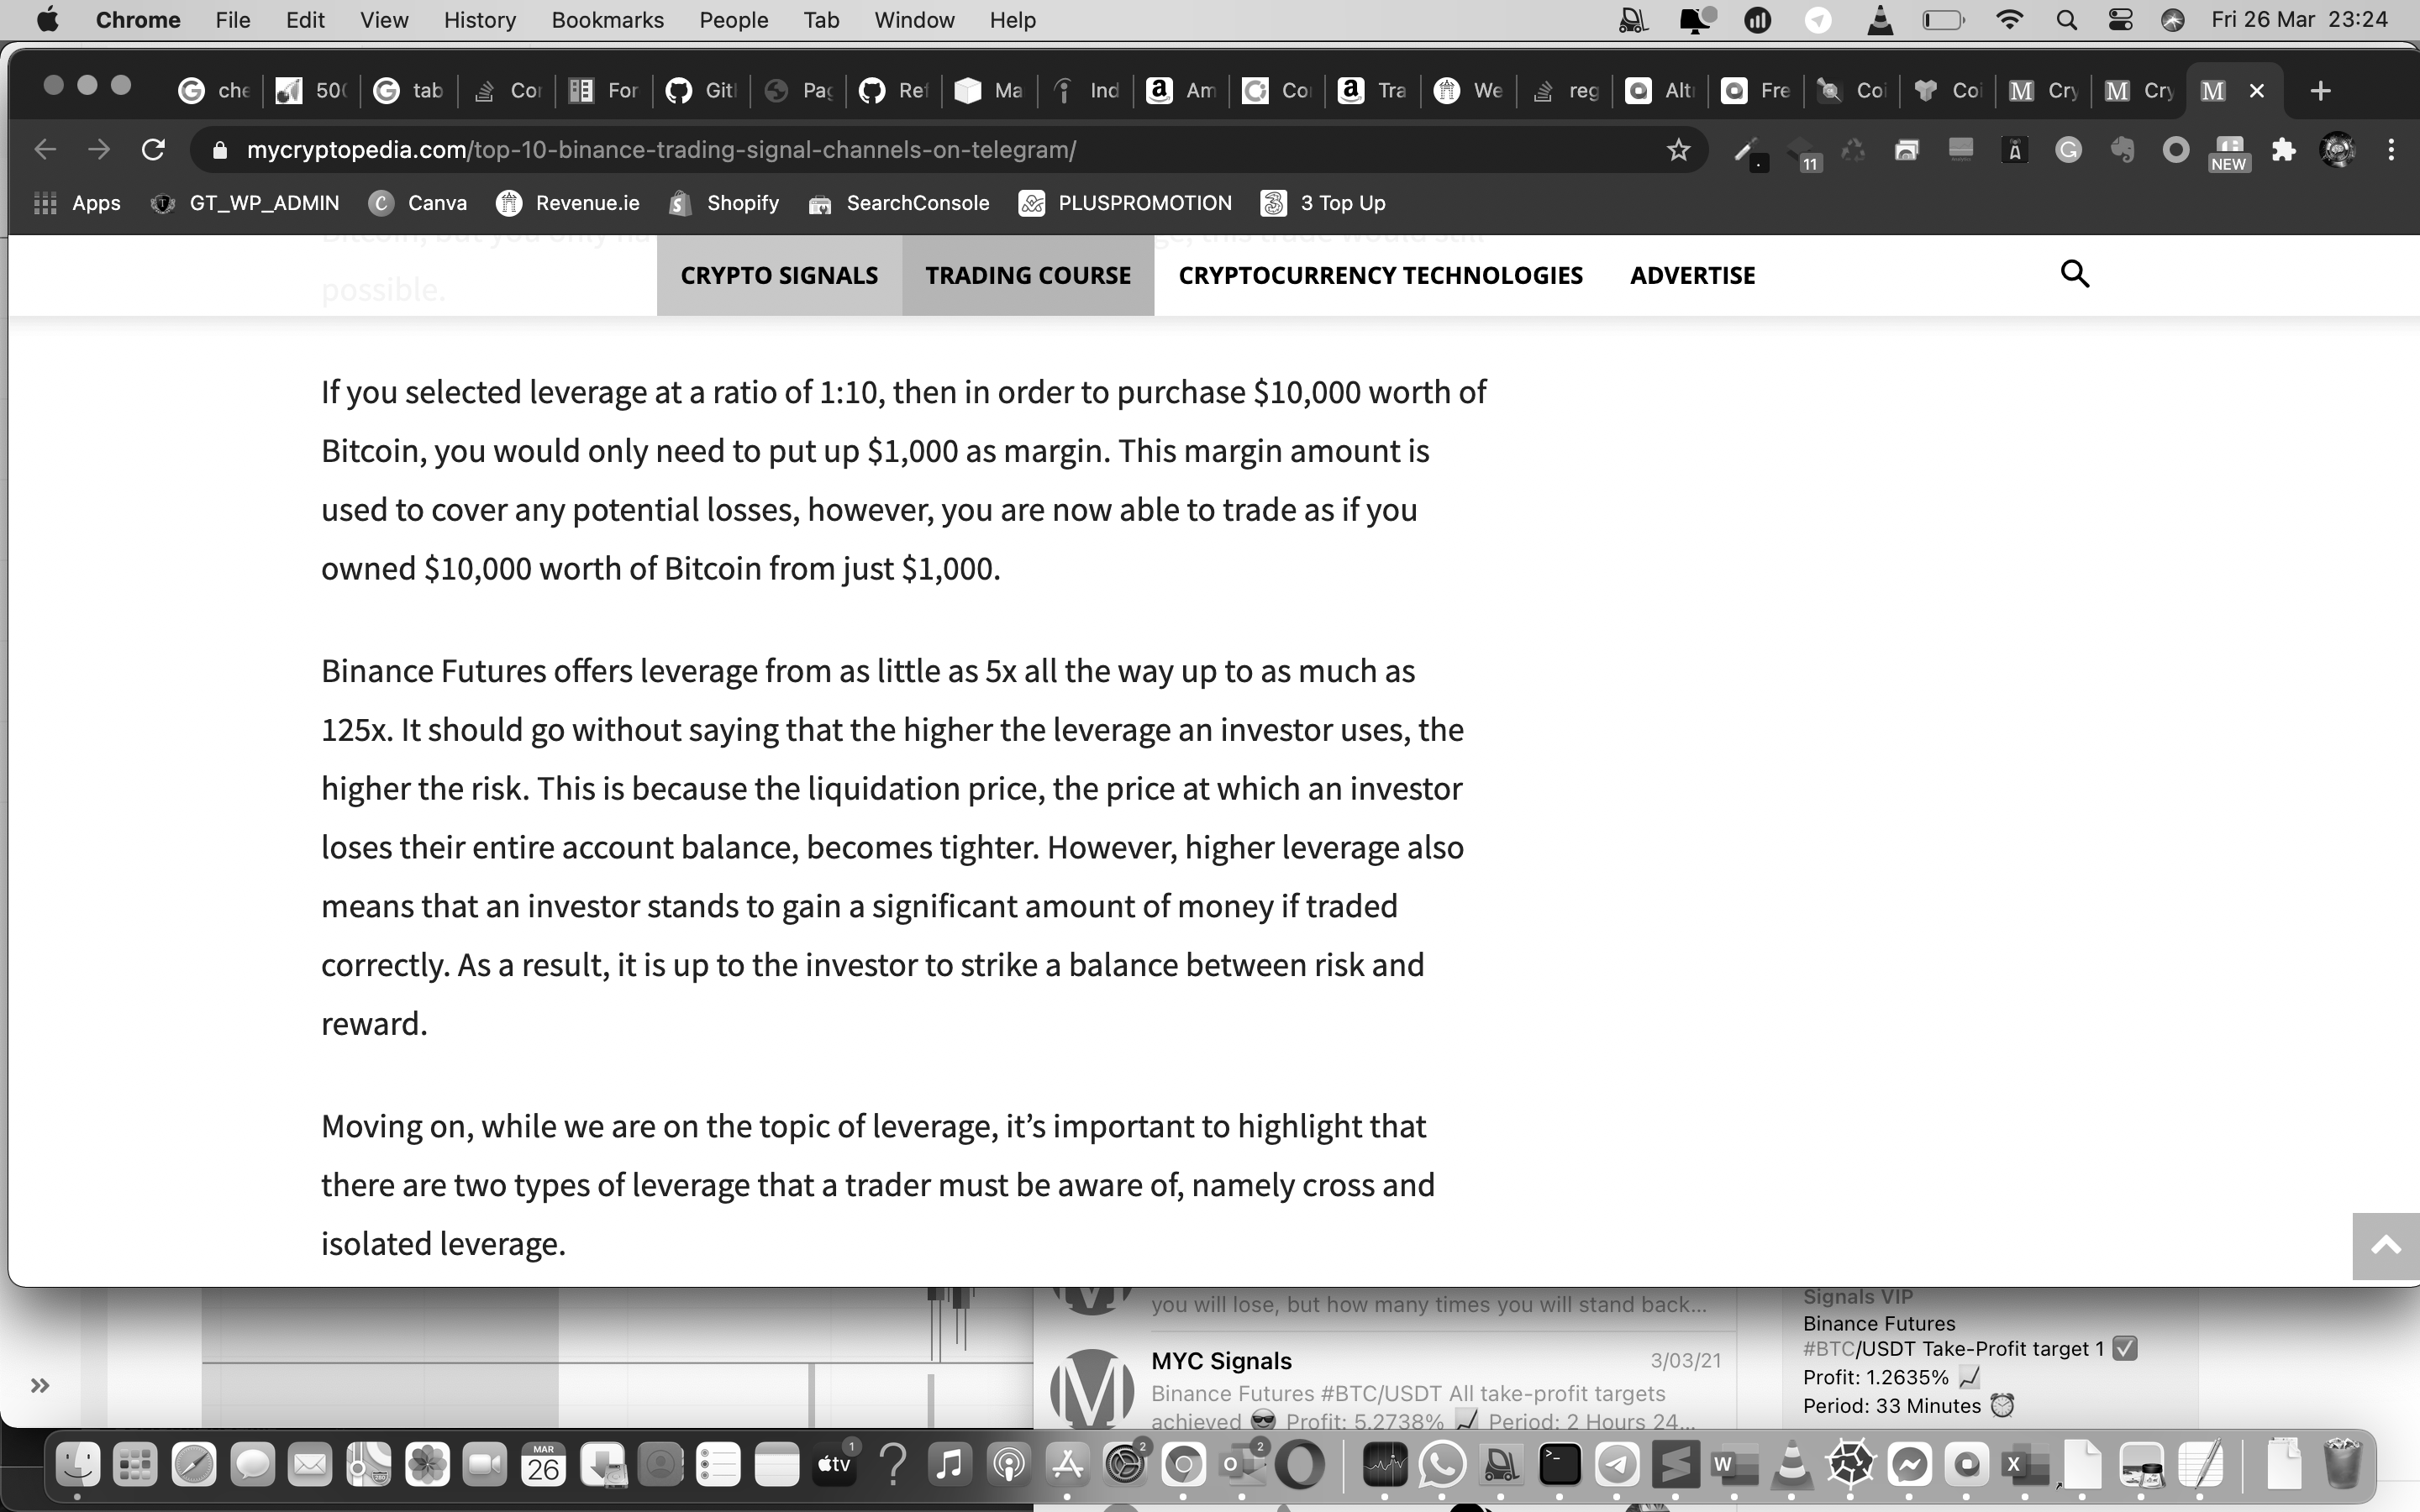 Chrome File Edit View History Bookmarks People Tab Window Help Fri 26 Mar 23:24
che 50 tab Cor For Git Pag Ref Ma Ind Am Co Tra We reg Alt Fre Coi Coi Cry Cry
mycryptopedia.com/top-10-binance-trading-signal-channels-on-telegram/ 11 NEW
Apps GT_WP_ADMIN Canva Revenue.ie Shopify SearchConsole PLUSPROMOTION 3 Top Up
possible.
CRYPTO SIGNALS TRADING COURSE CRYPTOCURRENCY TECHNOLOGIES ADVERTISE
If you selected leverage at a ratio of 1:10, then in order to purchase $10,000 worth of
Bitcoin, you would only need to put up $1,000 as margin. This margin amount is
used to cover any potential losses, however, you are now able to trade as if you
owned $10,000 worth of Bitcoin from just $1,000.
Binance Futures offers leverage from as little as 5x all the way up to as much as
125x. It should go without saying that the higher the leverage an investor uses, the
higher the risk. This is because the liquidation price, the price at which an investor
loses their entire account balance, becomes tighter. However, higher leverage also
means that an investor stands to gain a significant amount of money if traded
correctly. As a result, it is up to the investor to strike a balance between risk and
reward.
Moving on, while we are on the topic of leverage, it’s important to highlight that
there are two types of leverage that a trader must be aware of, namely cross and
isolated leverage.
you will lose, but how many times you will stand back...
MYC Signals 3/03/21
Binance Futures #BTC/USDT All take-profit targets
achieved 😎 Profit: 5.2738% 📈 Period: 2 Hours 24...
Signals VIP
Binance Futures
#BTC/USDT Take-Profit target 1 ☑️
Profit: 1.2635% 📈
Period: 33 Minutes ⏰
MAR
26
tv 1
2
2